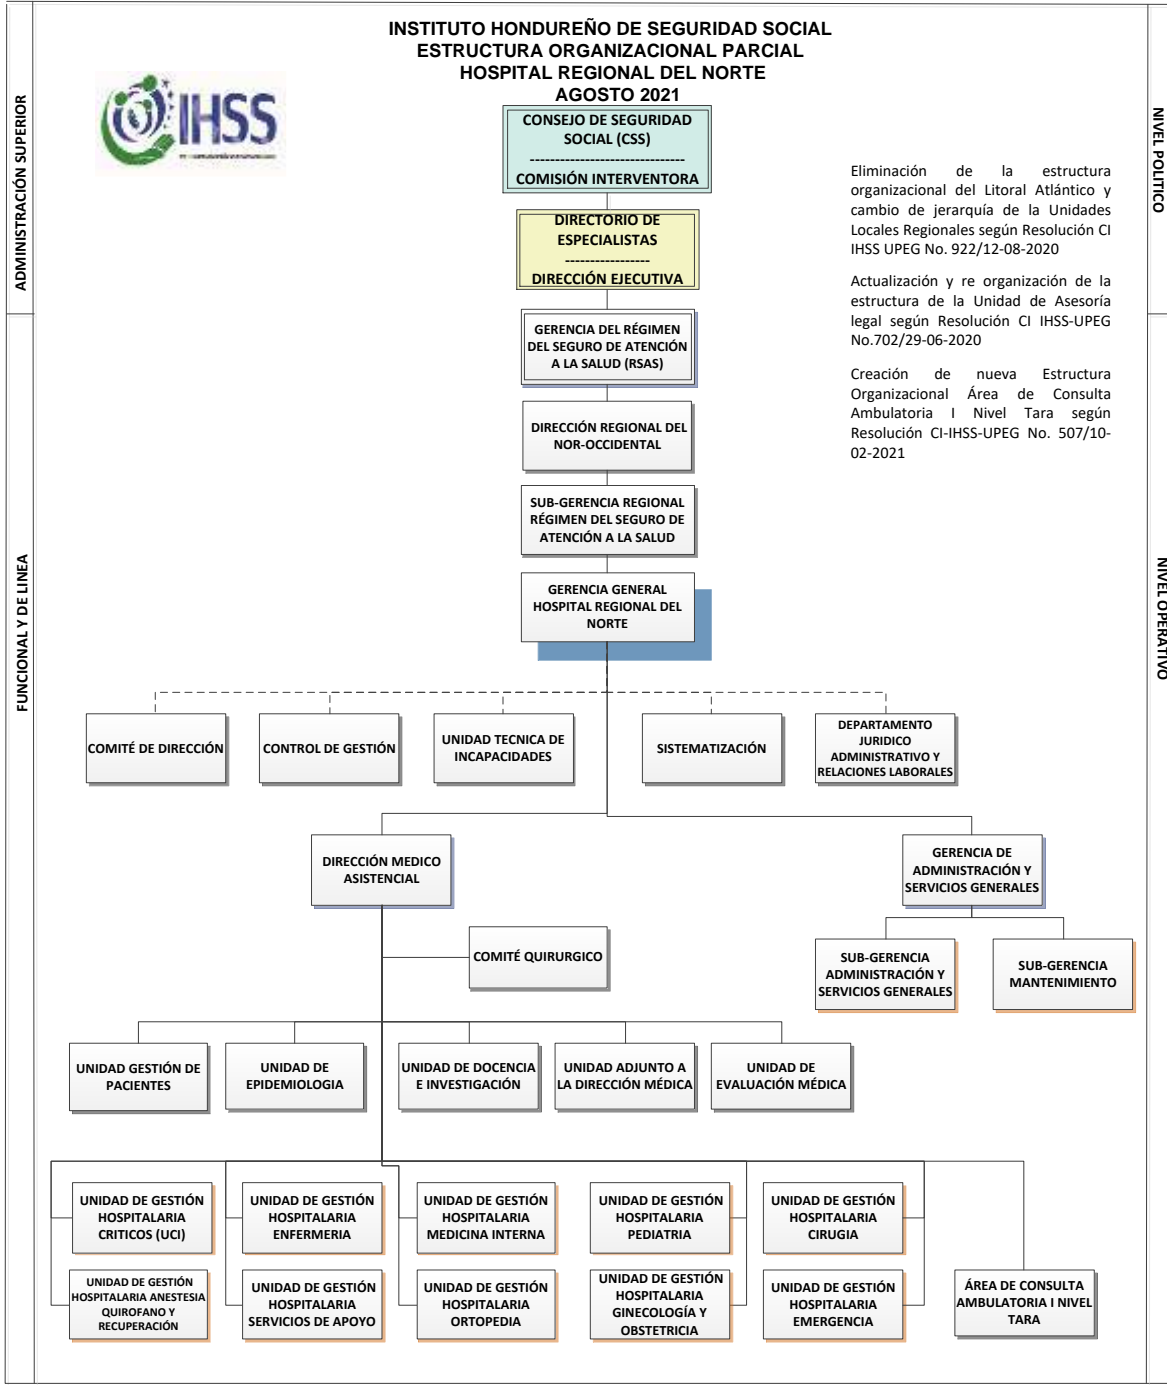 INSTITUTO HONDUREÑO DE SEGURIDAD SOCIAL
ESTRUCTURA ORGANIZACIONAL PARCIAL
HOSPITAL REGIONAL DEL NORTE
AGOSTO 2021
IHSS
ADMINISTRACIÓN SUPERIOR
NIVEL POLITICO
CONSEJO DE SEGURIDAD
SOCIAL (CSS)
-------------------------------
COMISIÓN INTERVENTORA
DIRECTORIO DE
ESPECIALISTAS
-----------------
DIRECCIÓN EJECUTIVA
Eliminación de la estructura
organizacional del Litoral Atlántico y
cambio de jerarquía de la Unidades
Locales Regionales según Resolución CI
IHSS UPEG No. 922/12-08-2020
Actualización y re organización de la
estructura de la Unidad de Asesoría
legal según Resolución CI IHSS-UPEG
No.702/29-06-2020
Creación de nueva Estructura
Organizacional Área de Consulta
Ambulatoria I Nivel Tara según
Resolución CI-IHSS-UPEG No. 507/10-
02-2021
FUNCIONAL Y DE LINEA
NIVEL OPERATIVO
GERENCIA DEL RÉGIMEN
DEL SEGURO DE ATENCIÓN
A LA SALUD (RSAS)
DIRECCIÓN REGIONAL DEL
NOR-OCCIDENTAL
SUB-GERENCIA REGIONAL
RÉGIMEN DEL SEGURO DE
ATENCIÓN A LA SALUD
GERENCIA GENERAL
HOSPITAL REGIONAL DEL
NORTE
COMITÉ DE DIRECCIÓN
CONTROL DE GESTIÓN
UNIDAD TECNICA DE
INCAPACIDADES
SISTEMATIZACIÓN
DEPARTAMENTO
JURIDICO
ADMINISTRATIVO Y
RELACIONES LABORALES
DIRECCIÓN MEDICO
ASISTENCIAL
GERENCIA DE
ADMINISTRACIÓN Y
SERVICIOS GENERALES
COMITÉ QUIRURGICO
SUB-GERENCIA
ADMINISTRACIÓN Y
SERVICIOS GENERALES
SUB-GERENCIA
MANTENIMIENTO
UNIDAD GESTIÓN DE
PACIENTES
UNIDAD DE
EPIDEMIOLOGIA
UNIDAD DE DOCENCIA
E INVESTIGACIÓN
UNIDAD ADJUNTO A
LA DIRECCIÓN MÉDICA
UNIDAD DE
EVALUACIÓN MÉDICA
UNIDAD DE GESTIÓN
HOSPITALARIA
CRITICOS (UCI)
UNIDAD DE GESTIÓN
HOSPITALARIA
ENFERMERIA
UNIDAD DE GESTIÓN
HOSPITALARIA
MEDICINA INTERNA
UNIDAD DE GESTIÓN
HOSPITALARIA
PEDIATRIA
UNIDAD DE GESTIÓN
HOSPITALARIA
CIRUGIA
UNIDAD DE GESTIÓN
HOSPITALARIA ANESTESIA
QUIROFANO Y
RECUPERACIÓN
UNIDAD DE GESTIÓN
HOSPITALARIA
SERVICIOS DE APOYO
UNIDAD DE GESTIÓN
HOSPITALARIA
ORTOPEDIA
UNIDAD DE GESTIÓN
HOSPITALARIA
GINECOLOGÍA Y
OBSTETRICIA
UNIDAD DE GESTIÓN
HOSPITALARIA
EMERGENCIA
ÁREA DE CONSULTA
AMBULATORIA I NIVEL
TARA